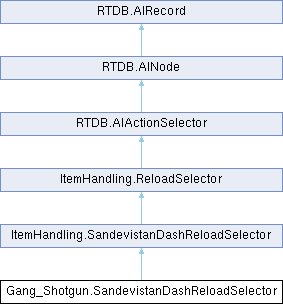 RTDB.AIRecord
RTDB.AINode
RTDB.AIActionSelector
ItemHandling.ReloadSelector
ItemHandling.SandevistanDashReloadSelector
Gang_Shotgun.SandevistanDashReloadSelector